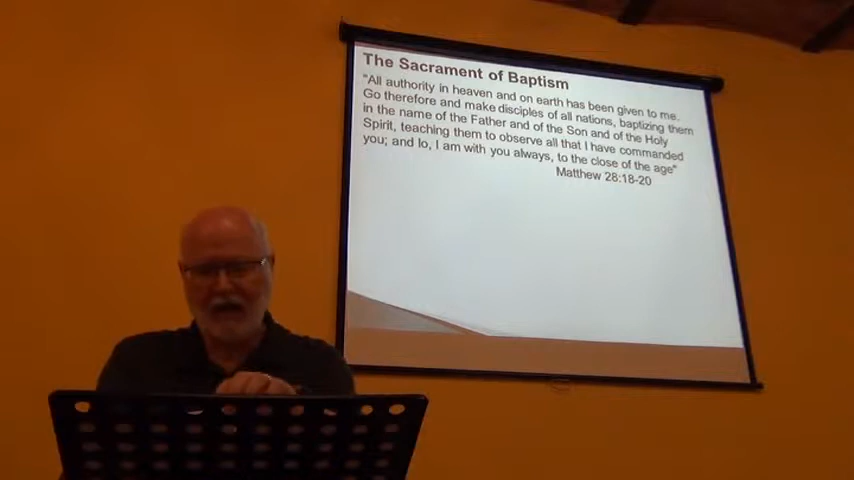 The Sacrament of Baptism
"All authority in heaven and on earth has been given to me.
Go therefore and make disciples of all nations, baptizing them
in the name of the Father and of the Son and of the Holy
Spirit, teaching them to observe all that I have commanded
you; and lo, I am with you always, to the close of the age"
Matthew 28:18-20